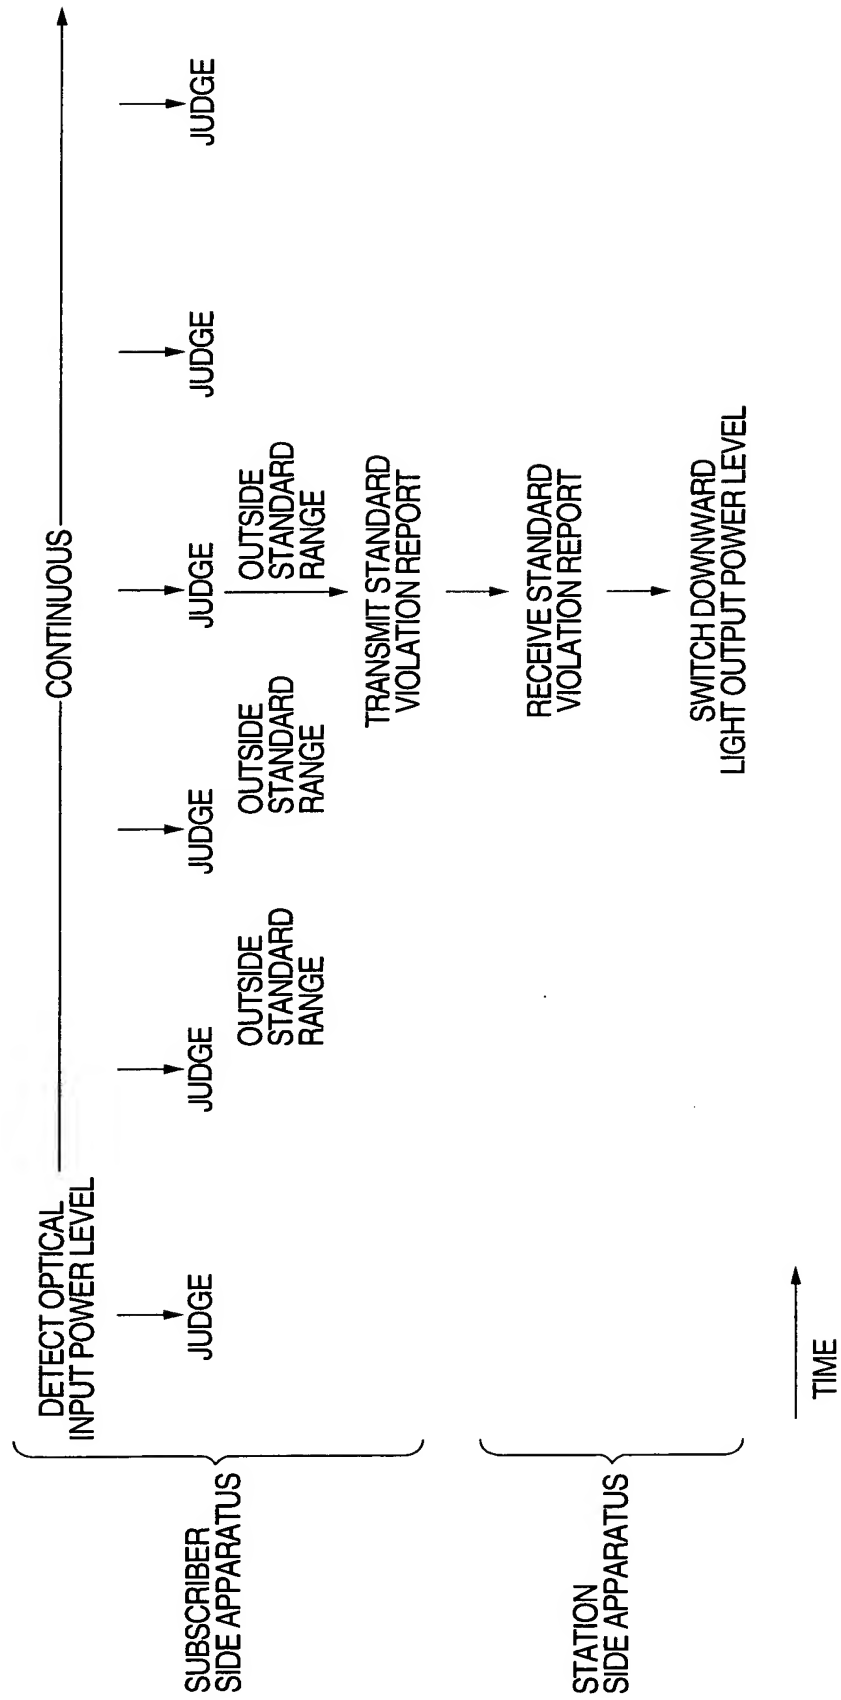 DETECT OPTICAL
INPUT POWER LEVEL
CONTINUOUS
SUBSCRIBER
SIDE APPARATUS
JUDGE
JUDGE
JUDGE
JUDGE
JUDGE
JUDGE
OUTSIDE
STANDARD
RANGE
OUTSIDE
STANDARD
RANGE
OUTSIDE
STANDARD
RANGE
TRANSMIT STANDARD
VIOLATION REPORT
STATION
SIDE APPARATUS
RECEIVE STANDARD
VIOLATION REPORT
SWITCH DOWNWARD
LIGHT OUTPUT POWER LEVEL
TIME